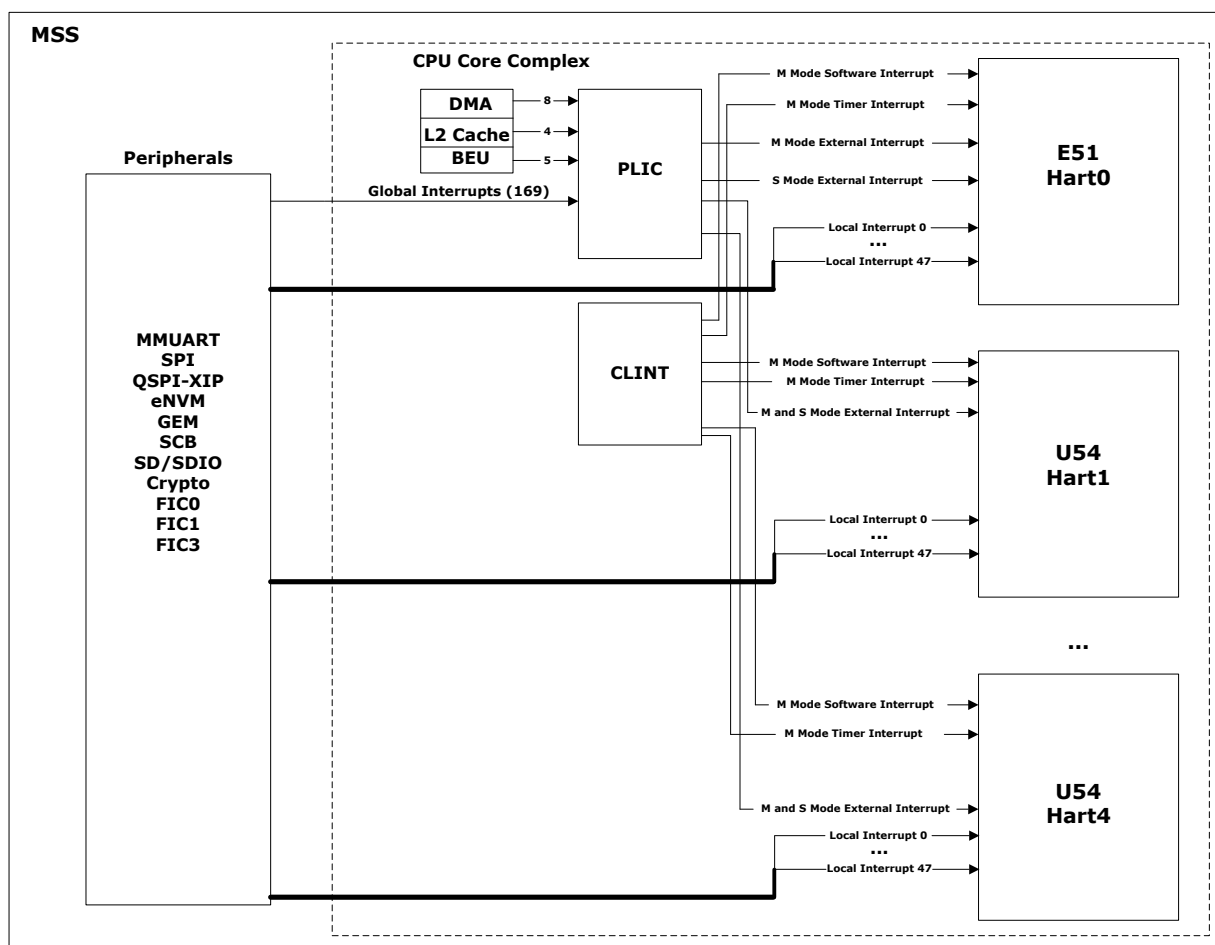 MSS
CPU Core Complex
DMA
8
L2 Cache
4
BEU
5
PLIC
Peripherals
Global Interrupts (169)
M Mode Software Interrupt
M Mode Timer Interrupt
M Mode External Interrupt
S Mode External Interrupt
Local Interrupt 0
...
Local Interrupt 47
E51
Hart0
MMUART
SPI
QSPI-XIP
eNVM
GEM
SCB
SD/SDIO
Crypto
FIC0
FIC1
FIC3
CLINT
M Mode Software Interrupt
M Mode Timer Interrupt
M and S Mode External Interrupt
Local Interrupt 0
...
Local Interrupt 47
U54
Hart1
...
M Mode Software Interrupt
M Mode Timer Interrupt
M and S Mode External Interrupt
Local Interrupt 0
...
Local Interrupt 47
U54
Hart4